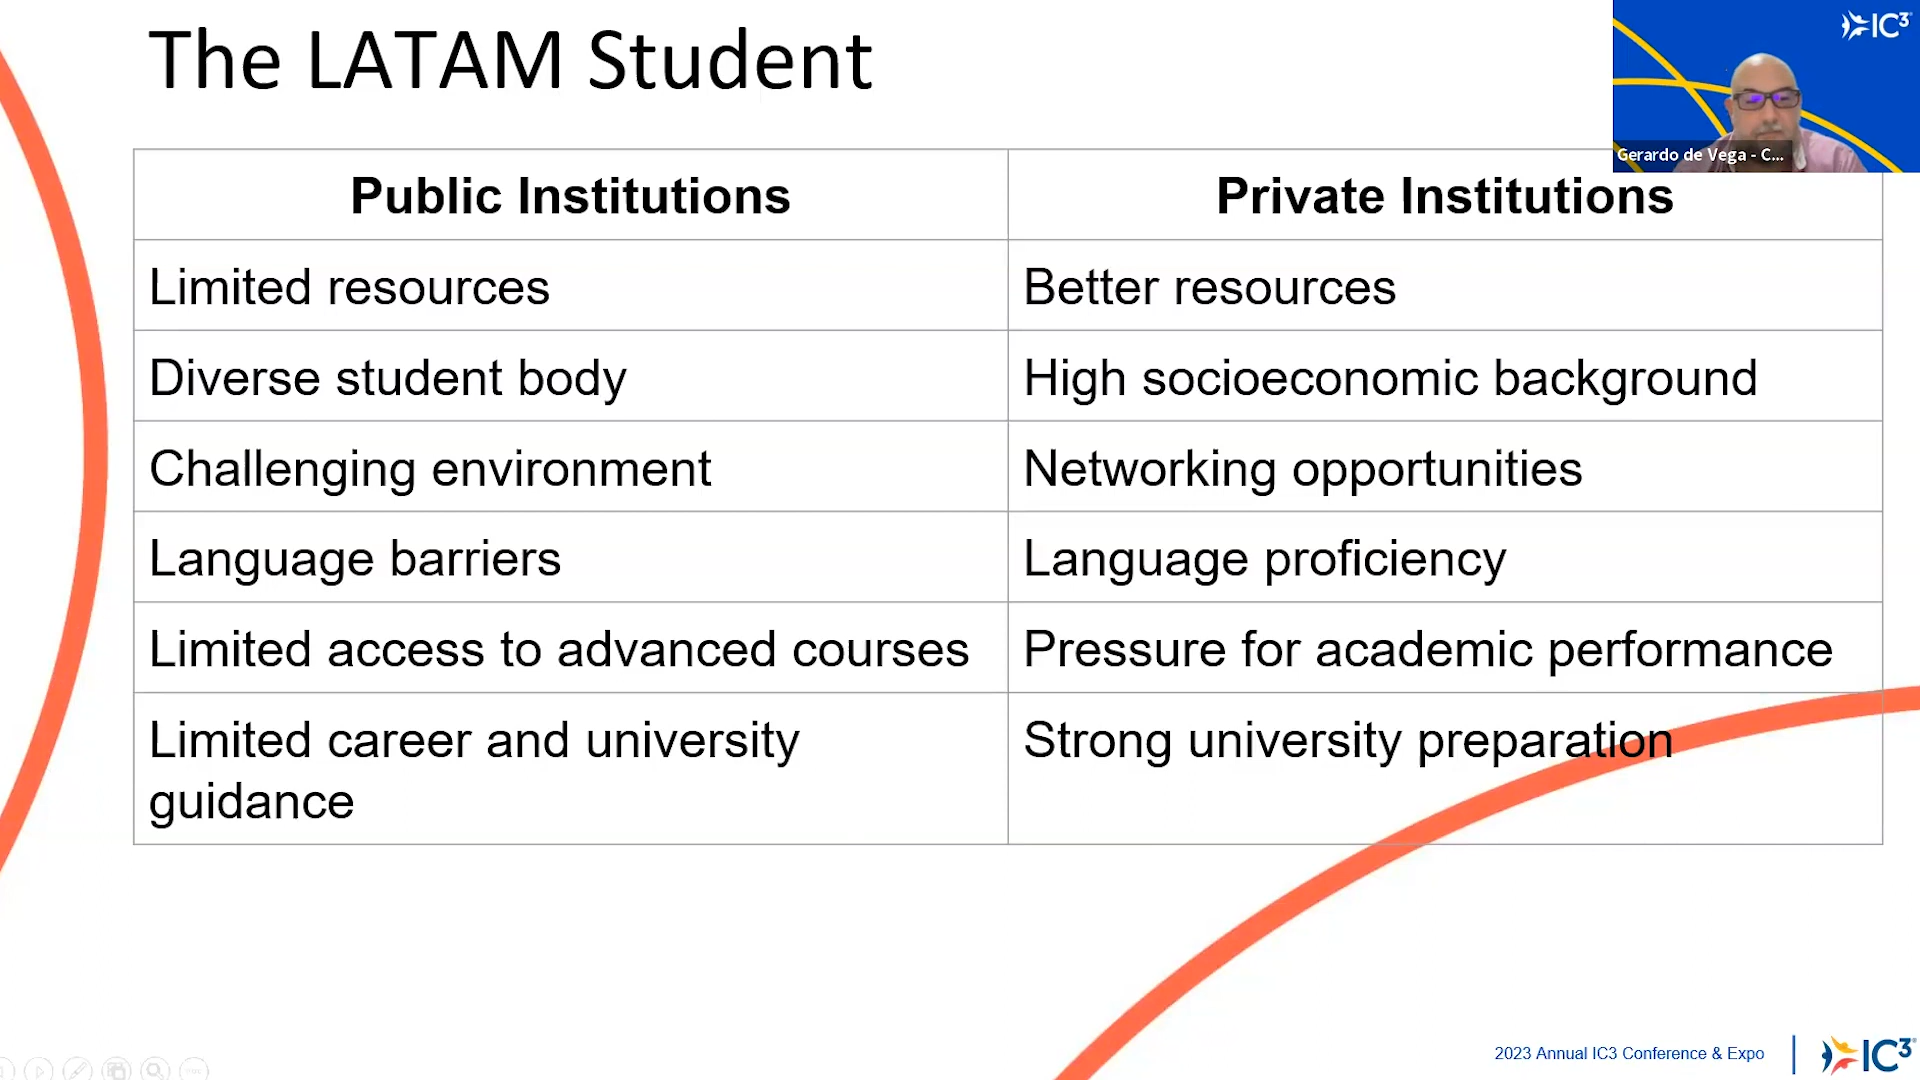 The LATAM Student
IC3
Gerardo de Vega - C...
Public Institutions
Private Institutions
Limited resources
Better resources
Diverse student body
High socioeconomic background
Challenging environment
Networking opportunities
Language barriers
Language proficiency
Limited access to advanced courses
Pressure for academic performance
Limited career and university
guidance
Strong university preparation
2023 Annual IC3 Conference & Expo
IC3